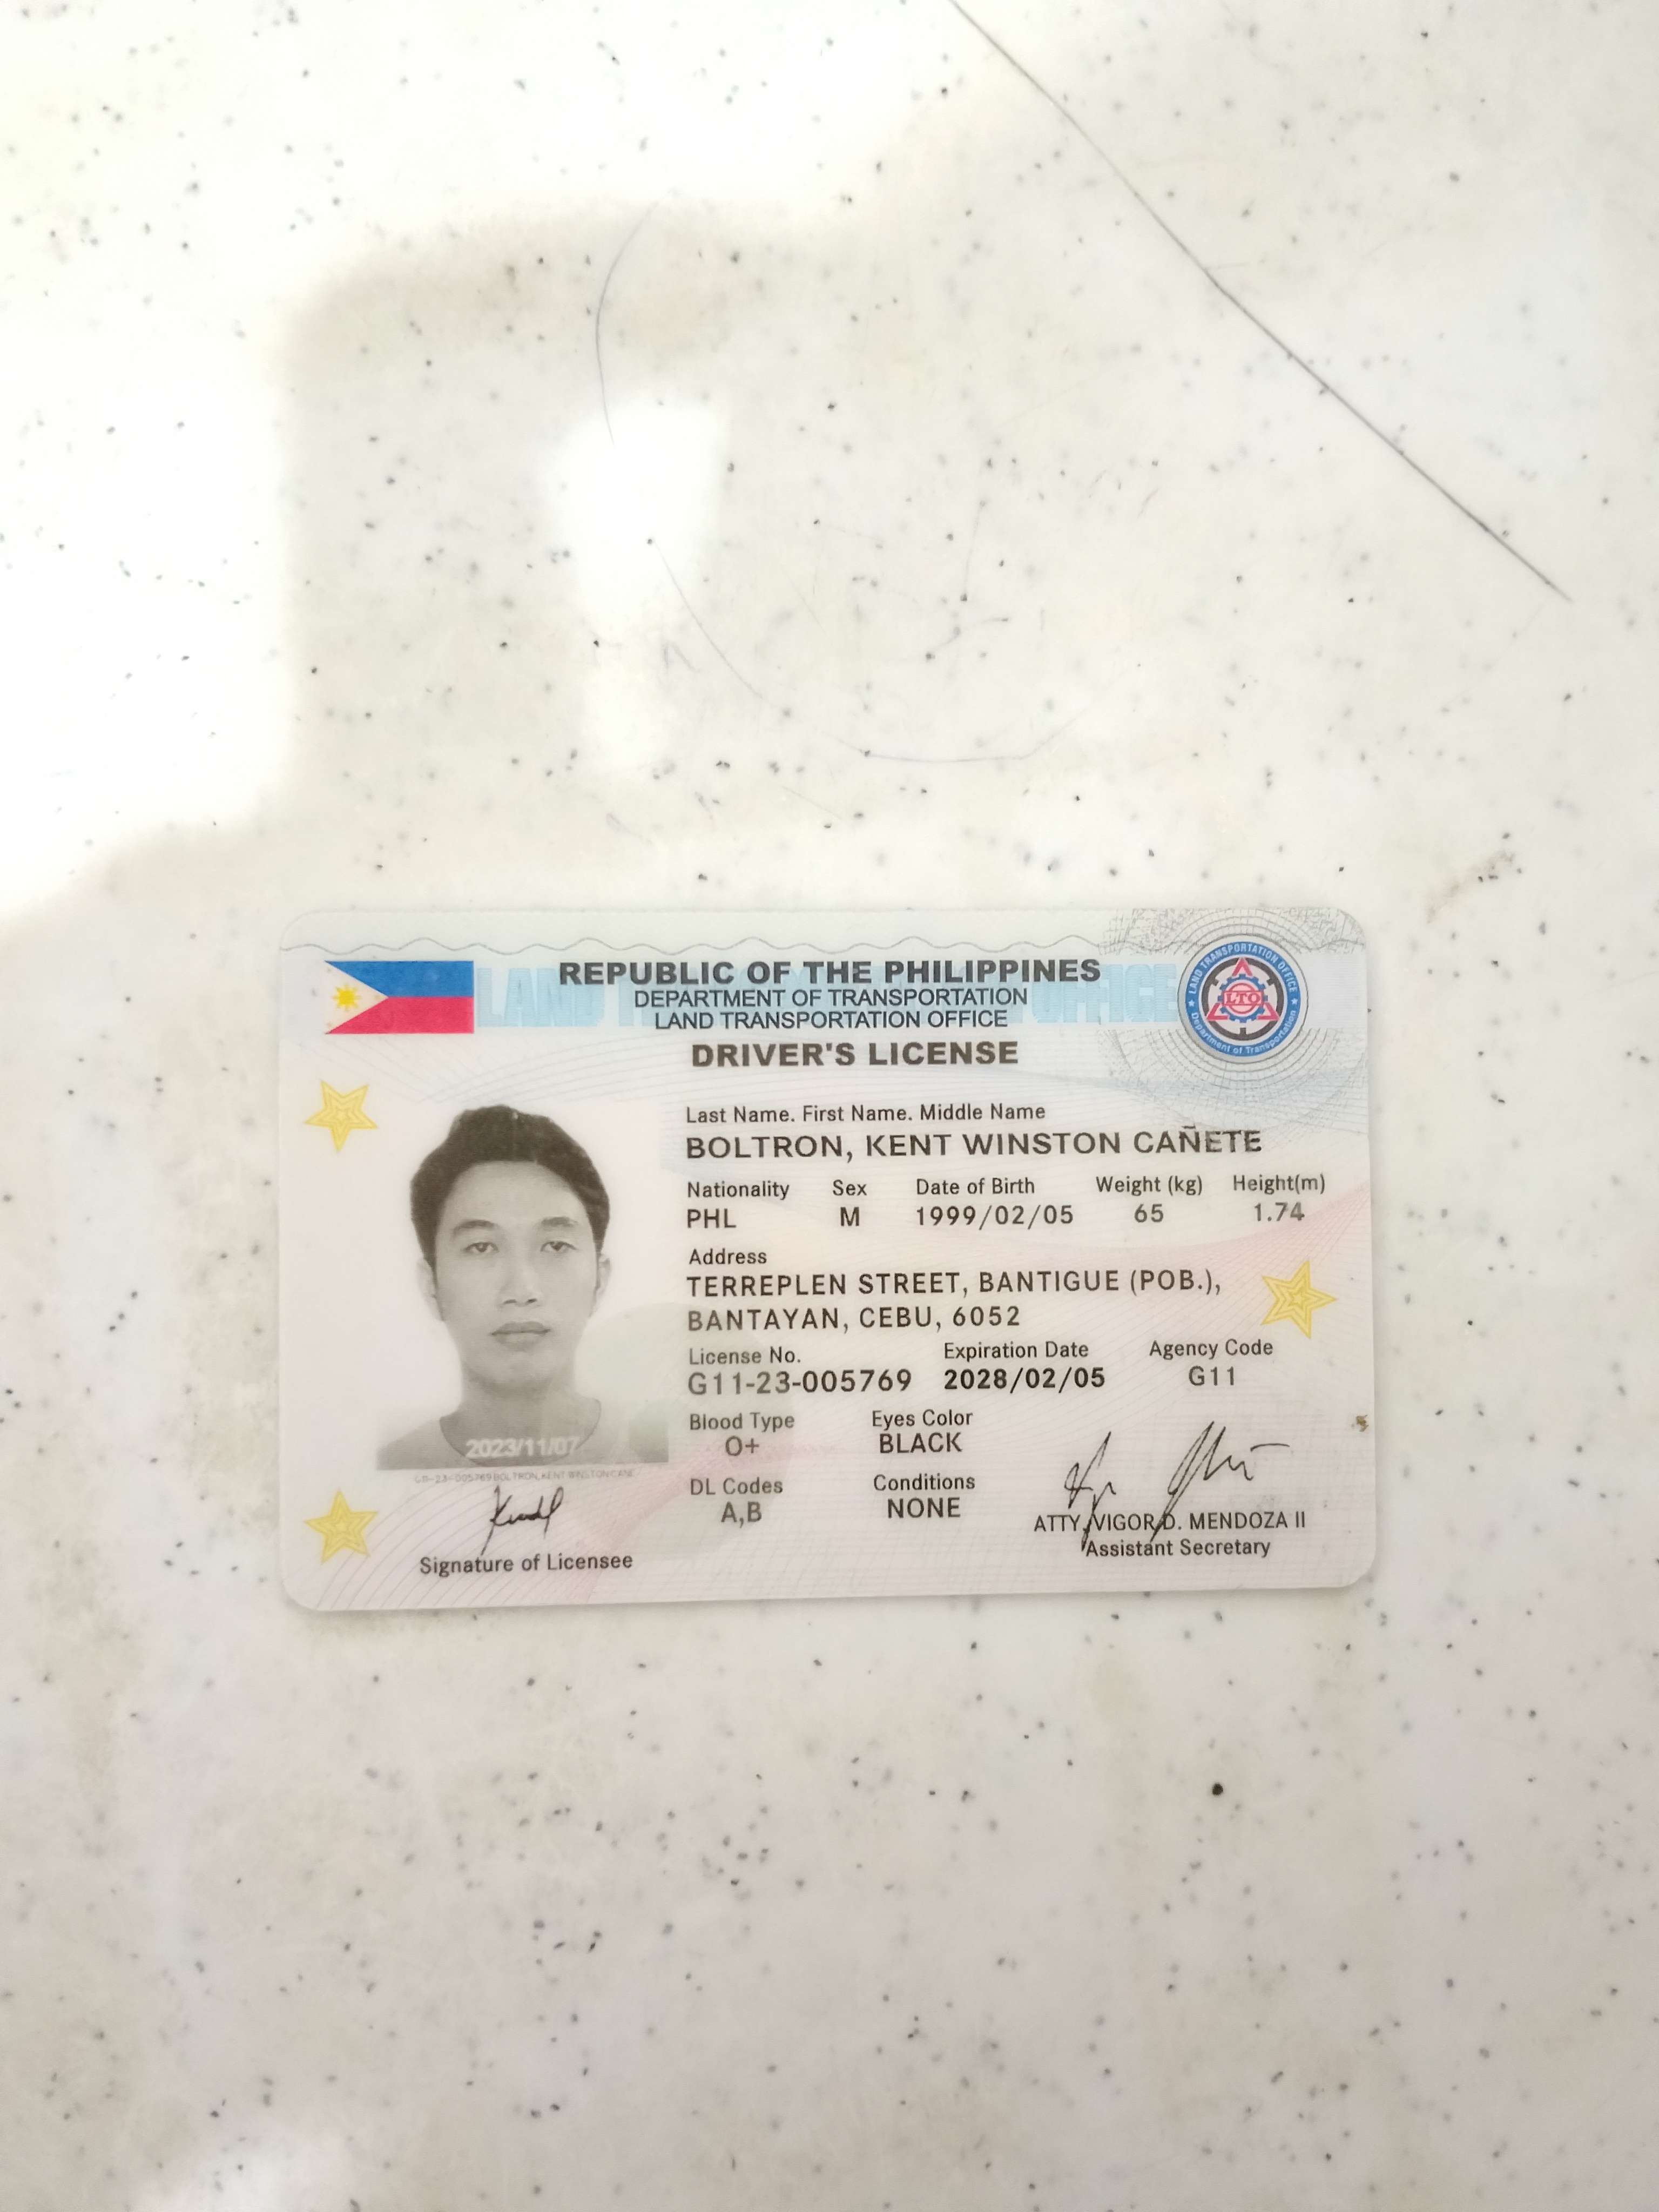 REPUBLIC OF THE PHILIPPINES
DEPARTMENT OF TRANSPORTATION
LAND TRANSPORTATION OFFICE
DRIVER'S LICENSE
LAND TRANSPORTATION OFFICE
LTO
Department of Transportation
Last Name. First Name. Middle Name
BOLTRON, KENT WINSTON CAÑETE
Nationality Sex Date of Birth Weight (kg) Height(m)
PHL M 1999/02/05 65 1.74
Address
TERREPLEN STREET, BANTIGUE (POB.),
BANTAYAN, CEBU, 6052
License No. Expiration Date Agency Code
G11-23-005769 2028/02/05 G11
Blood Type Eyes Color
O+ BLACK
DL Codes Conditions
A,B NONE
2023/11/07
G11-23-005769 BOLTRON, KENT WINSTON CAÑE
Signature of Licensee
ATTY. VIGOR D. MENDOZA II
Assistant Secretary